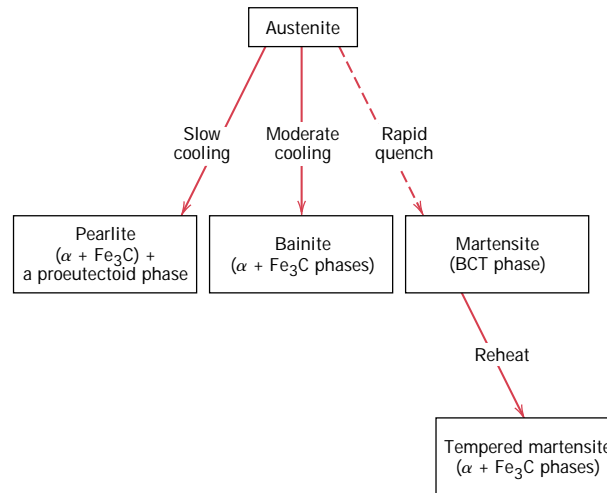 Austenite
Slow
cooling
Moderate
cooling
Rapid
quench
Pearlite
(α + Fe₃C) +
a proeutectoid phase
Bainite
(α + Fe₃C phases)
Martensite
(BCT phase)
Reheat
Tempered martensite
(α + Fe₃C phases)